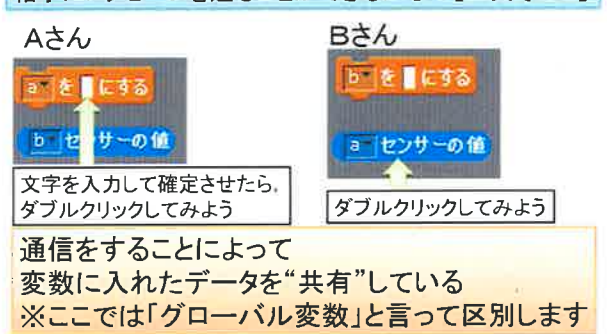 Aさん
Bさん
a を にする
b センサーの値
b を にする
a センサーの値
文字を入力して確定させたら,
ダブルクリックしてみよう
ダブルクリックしてみよう
通信をすることによって
変数に入れたデータを“共有”している
※ここでは「グローバル変数」と言って区別します